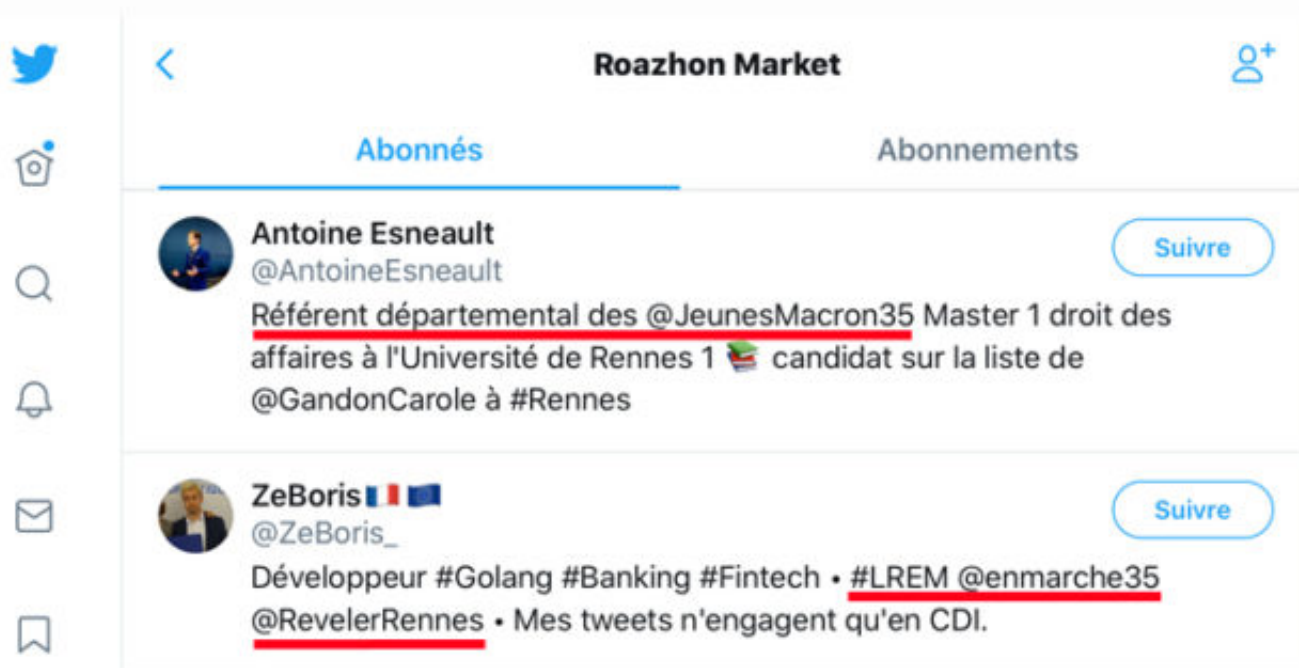 Roazhon Market
Abonnés
Abonnements
Antoine Esneault
Suivre
@AntoineEsneault
Référent départemental des @JeunesMacron35 Master 1 droit des
affaires à l'Université de Rennes 1 📚 candidat sur la liste de
@GandonCarole à #Rennes
ZeBoris🇫🇷 🇪🇺
Suivre
@ZeBoris_
Développeur #Golang #Banking #Fintech • #LREM @enmarche35
@RevelerRennes • Mes tweets n'engagent qu'en CDI.